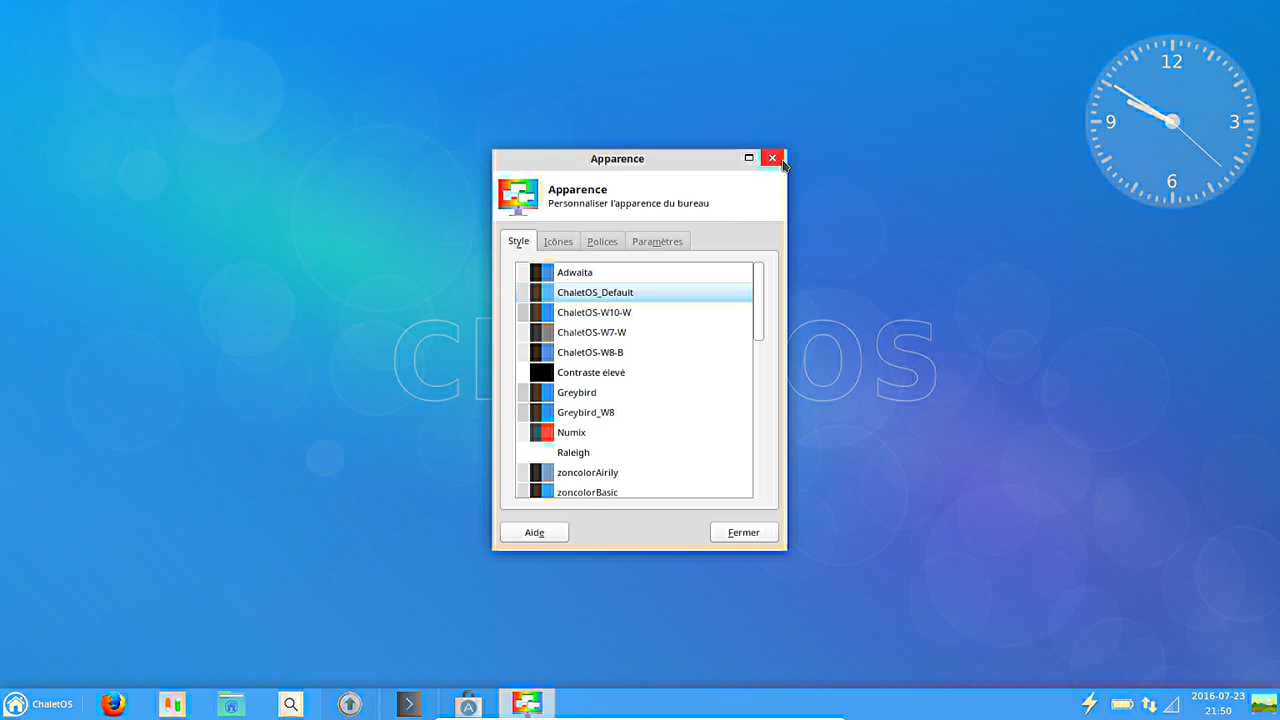 12
9
3
6
Apparence
Apparence
Personnaliser l'apparence du bureau
Style
Icônes
Polices
Paramètres
Adwaita
ChaletOS_Default
ChaletOS-W10-W
ChaletOS-W7-W
ChaletOS-W8-B
Contraste élevé
Greybird
Greybird_W8
Numix
Raleigh
zoncolorAirily
zoncolorBasic
Aide
Fermer
ChaletOS
2016-07-23
21:50